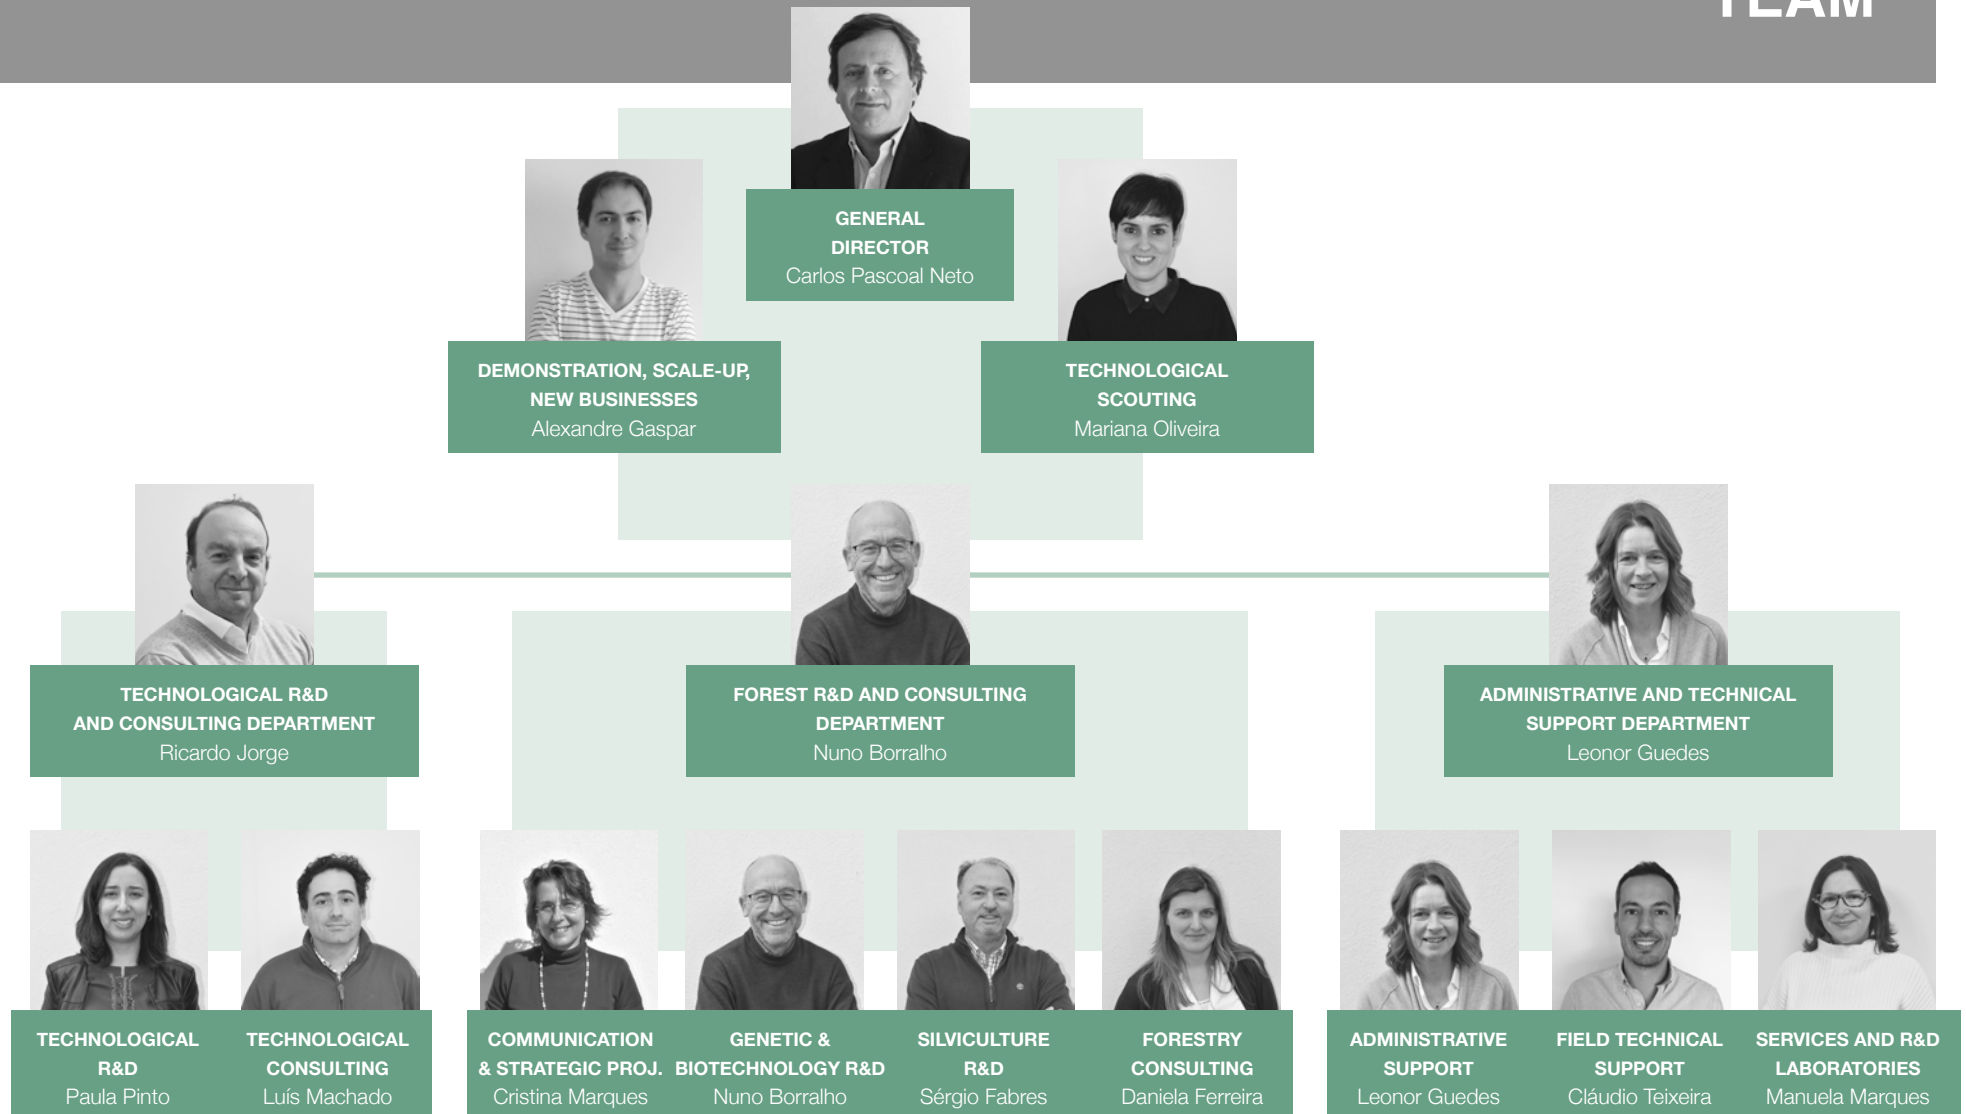 TEAM
GENERAL
DIRECTOR
Carlos Pascoal Neto
DEMONSTRATION, SCALE-UP,
NEW BUSINESSES
Alexandre Gaspar
TECHNOLOGICAL
SCOUTING
Mariana Oliveira
TECHNOLOGICAL R&D
AND CONSULTING DEPARTMENT
Ricardo Jorge
FOREST R&D AND CONSULTING
DEPARTMENT
Nuno Borralho
ADMINISTRATIVE AND TECHNICAL
SUPPORT DEPARTMENT
Leonor Guedes
TECHNOLOGICAL
R&D
Paula Pinto
TECHNOLOGICAL
CONSULTING
Luís Machado
COMMUNICATION
& STRATEGIC PROJ.
Cristina Marques
GENETIC &
BIOTECHNOLOGY R&D
Nuno Borralho
SILVICULTURE
R&D
Sérgio Fabres
FORESTRY
CONSULTING
Daniela Ferreira
ADMINISTRATIVE
SUPPORT
Leonor Guedes
FIELD TECHNICAL
SUPPORT
Cláudio Teixeira
SERVICES AND R&D
LABORATORIES
Manuela Marques